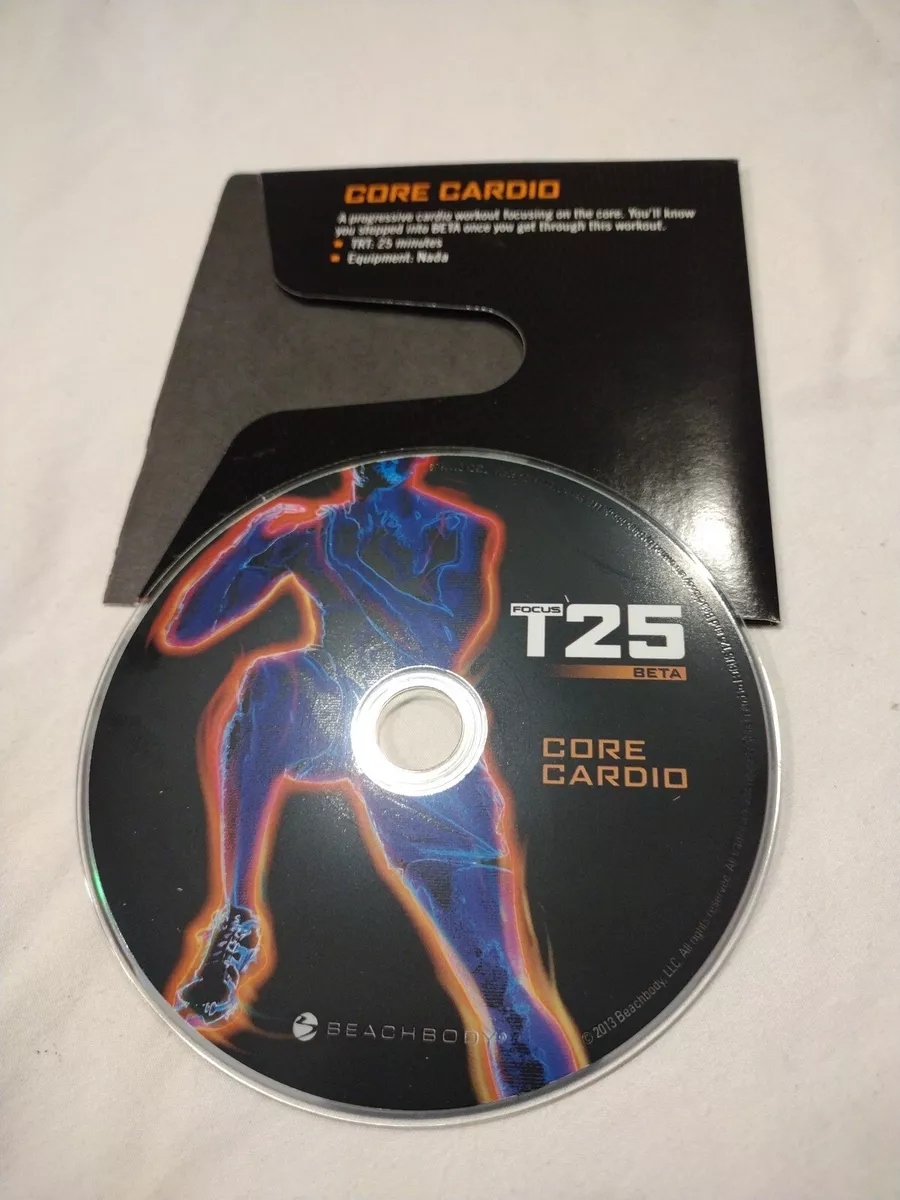 CORE CARDIO
A progressive cardio workout focusing on the core. You'll know
you stepped into BETA once you get through this workout.
• TRT: 25 minutes
• Equipment: Nada
FOCUS
T25
BETA
CORE
CARDIO
BEACHBODY®
© 2013 Beachbody, LLC. All rights reserved.